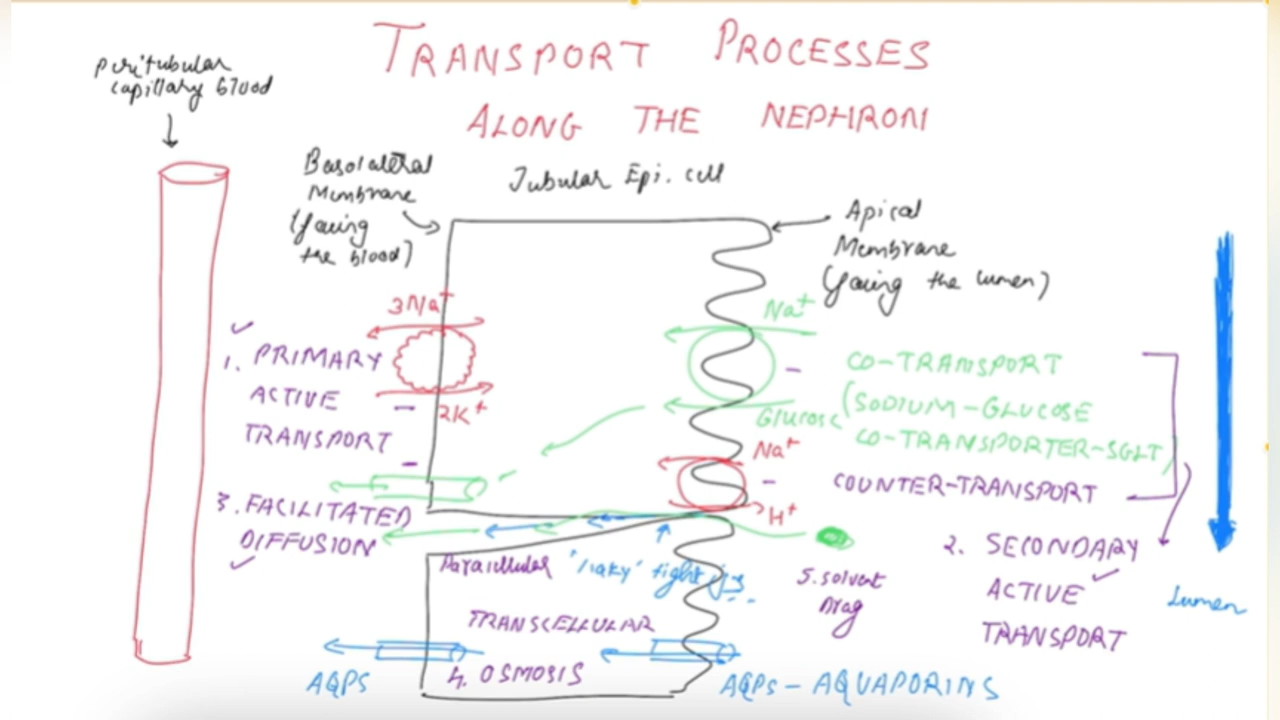 TRANSPORT PROCESSES
ALONG THE NEPHRON
peritubular
capillary blood
Basolateral
Membrane
(facing
the blood)
Tubular Epi. cell
Apical
Membrane
(facing the lumen)
3Na+
2K+
1. PRIMARY
ACTIVE
TRANSPORT
Na+
Glucose
CO-TRANSPORT
(SODIUM-GLUCOSE
CO-TRANSPORTER-SGLT)
Na+
H+
COUNTER-TRANSPORT
3. FACILITATED
DIFFUSION
2. SECONDARY
ACTIVE
TRANSPORT
Paracellular 'leaky' tight jns
5. solvent
Drag
Lumen
TRANSCELLULAR
4. OSMOSIS
AQPS
AQPs - AQUAPORINS